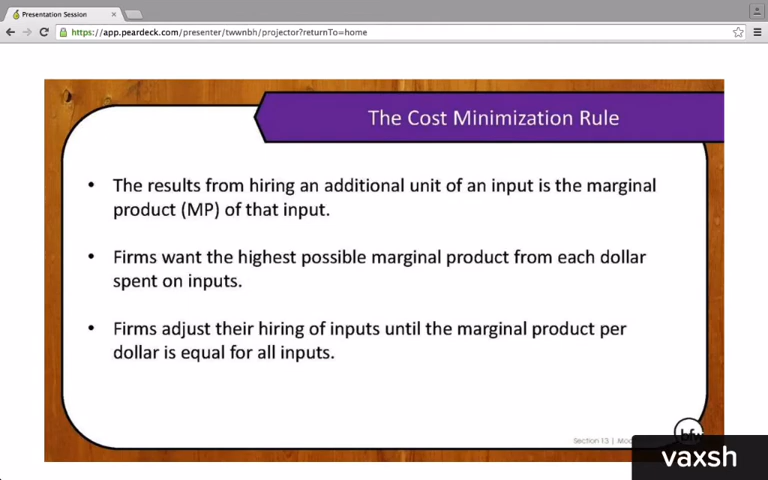 Presentation Session
https://app.peardeck.com/presenter/twwnbh/projector?returnTo=home
The Cost Minimization Rule
• The results from hiring an additional unit of an input is the marginal
product (MP) of that input.
• Firms want the highest possible marginal product from each dollar
spent on inputs.
• Firms adjust their hiring of inputs until the marginal product per
dollar is equal for all inputs.
Section 13 |
vaxsh